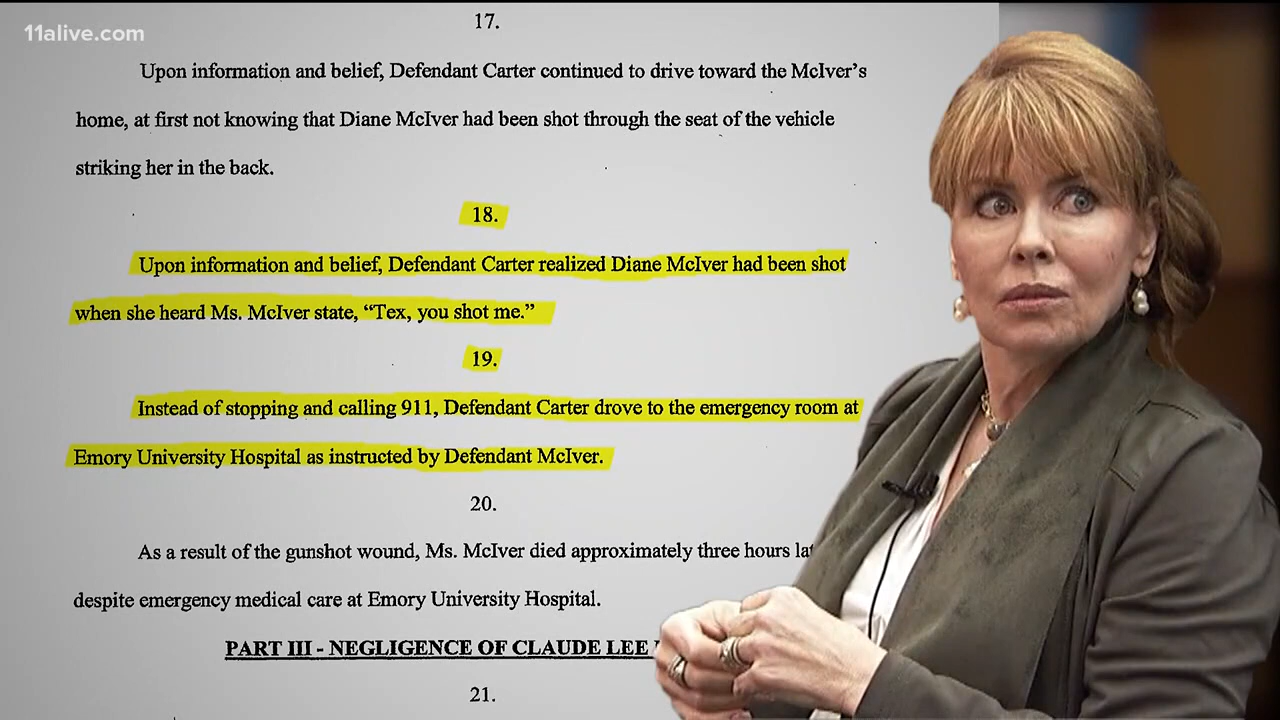 11alive.com
17.
Upon information and belief, Defendant Carter continued to drive toward the McIver's
home, at first not knowing that Diane McIver had been shot through the seat of the vehicle
striking her in the back.
18.
Upon information and belief, Defendant Carter realized Diane McIver had been shot
when she heard Ms. McIver state, “Tex, you shot me.”
19.
Instead of stopping and calling 911, Defendant Carter drove to the emergency room at
Emory University Hospital as instructed by Defendant McIver.
20.
As a result of the gunshot wound, Ms. McIver died approximately three hours
despite emergency medical care at Emory University Hospital.
PART III - NEGLIGENCE OF CLAUDE LEE
21.